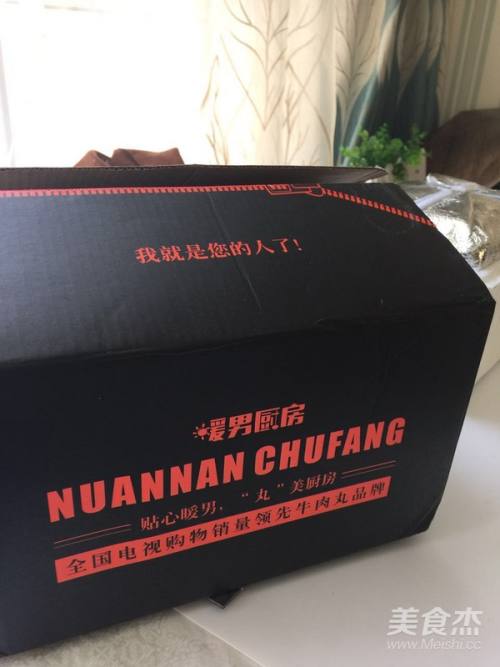 我就是您的人了!
暖男厨房
NUANNAN CHUFANG
贴心暖男，“丸”美厨房
全国电视购物销量领先牛肉丸品牌
美食杰
www.Meishi.cc